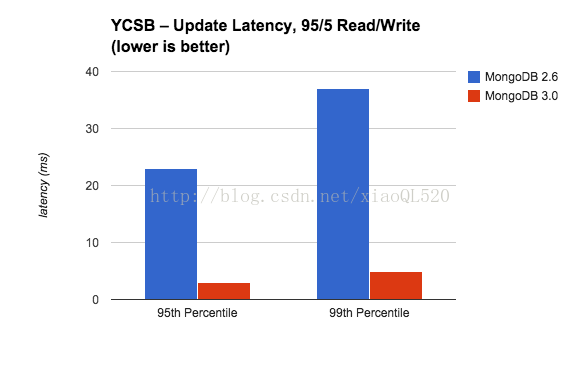 YCSB – Update Latency, 95/5 Read/Write
(lower is better)
MongoDB 2.6
MongoDB 3.0
latency (ms)
40
30
20
10
0
http://blog.csdn.net/xiaoQL520
95th Percentile
99th Percentile